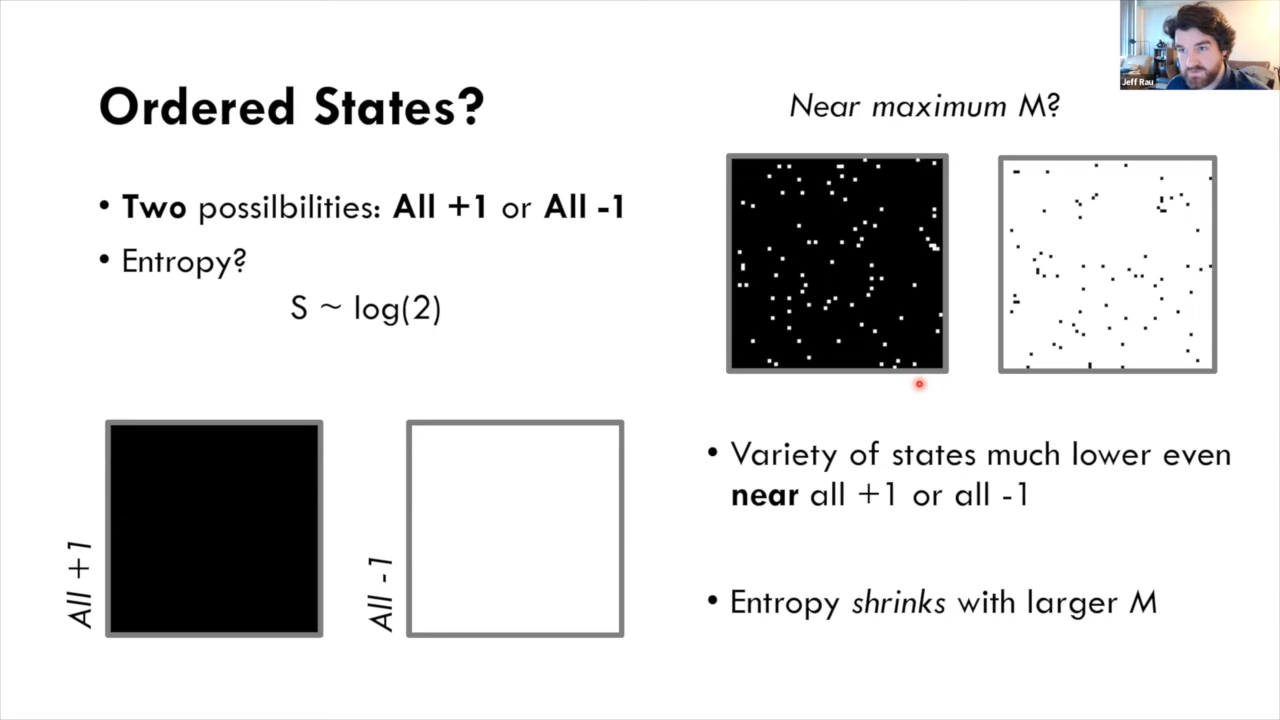 Jeff Rau
Ordered States?
• Two possilbilities: All +1 or All -1
• Entropy?
S ~ log(2)
All +1
All -1
Near maximum M?
• Variety of states much lower even
near all +1 or all -1
• Entropy shrinks with larger M